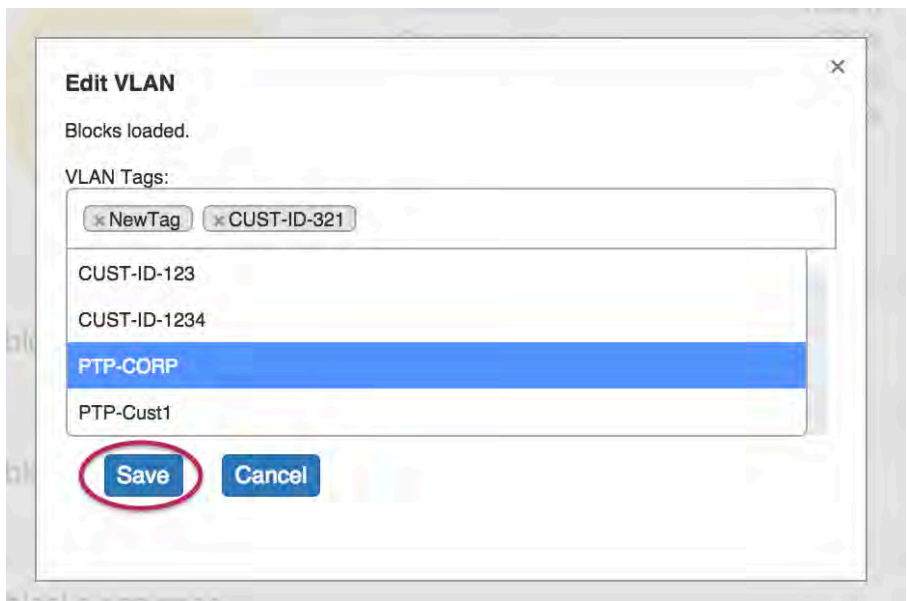 Edit VLAN
×
Blocks loaded.
VLAN Tags:
× NewTag × CUST-ID-321
CUST-ID-123
CUST-ID-1234
PTP-CORP
PTP-Cust1
Save Cancel